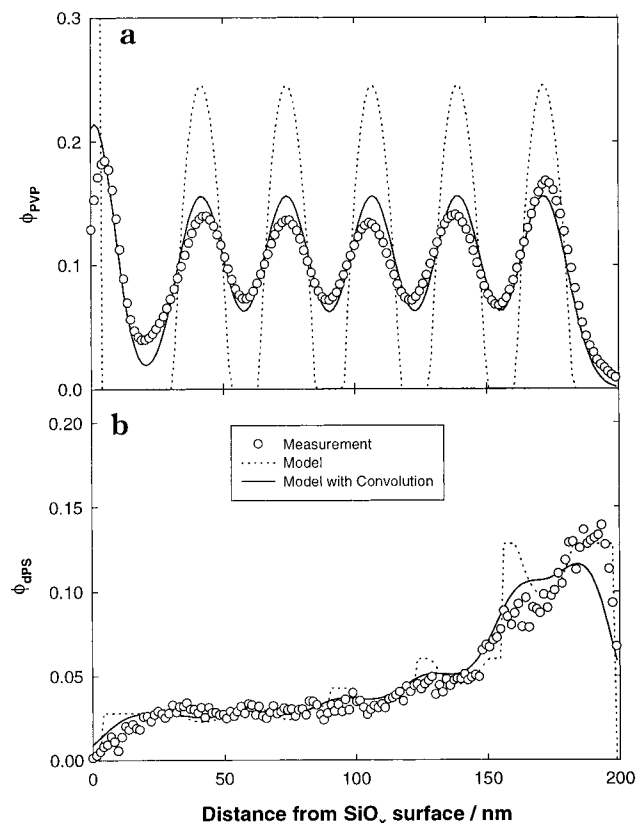 0.3
a
0.2
ϕPVP
0.1
0.0
b
0.20
Measurement
Model
Model with Convolution
0.15
ϕdPS
0.10
0.05
0.00
0 50 100 150 200
Distance from SiOx surface / nm